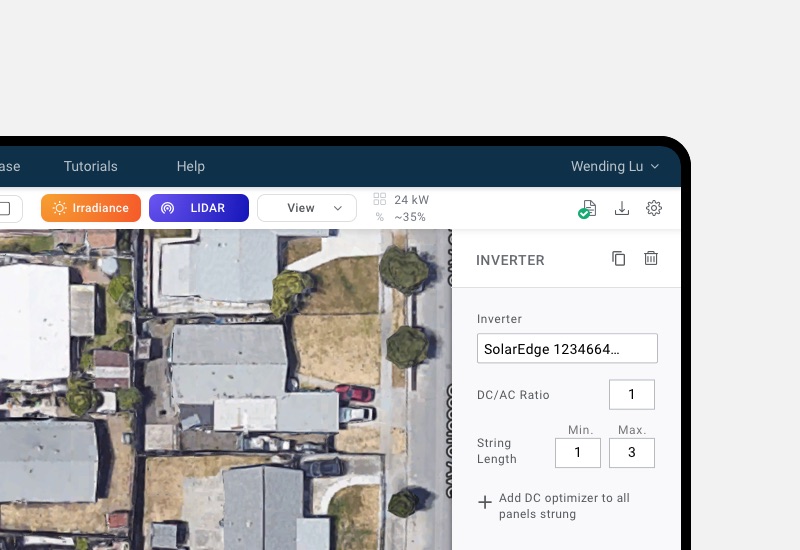 ase Tutorials Help Wending Lu
Irradiance LIDAR View 24 kW
% ~35%
INVERTER
Inverter
SolarEdge 1234664…
DC/AC Ratio 1
Min. Max.
String Length 1 3
Add DC optimizer to all
panels strung